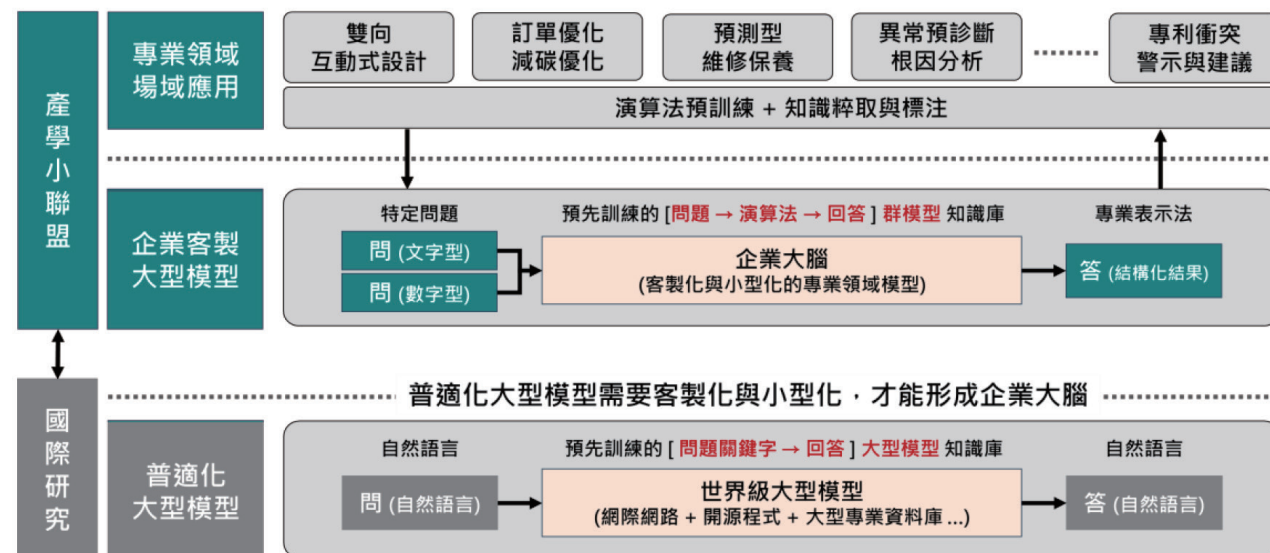 產學小聯盟
專業領域
場域應用
雙向
互動式設計
訂單優化
減碳優化
預測型
維修保養
異常預診斷
根因分析
專利衝突
警示與建議
演算法預訓練 + 知識粹取與標注
企業客製
大型模型
特定問題
預先訓練的 [問題 → 演算法 → 回答] 群模型 知識庫
專業表示法
問 (文字型)
問 (數字型)
企業大腦
(客製化與小型化的專業領域模型)
答 (結構化結果)
普適化大型模型需要客製化與小型化，才能形成企業大腦
國際研究
普適化
大型模型
自然語言
預先訓練的 [問題關鍵字 → 回答] 大型模型 知識庫
自然語言
問 (自然語言)
世界級大型模型
(網際網路 + 開源程式 + 大型專業資料庫 ...)
答 (自然語言)